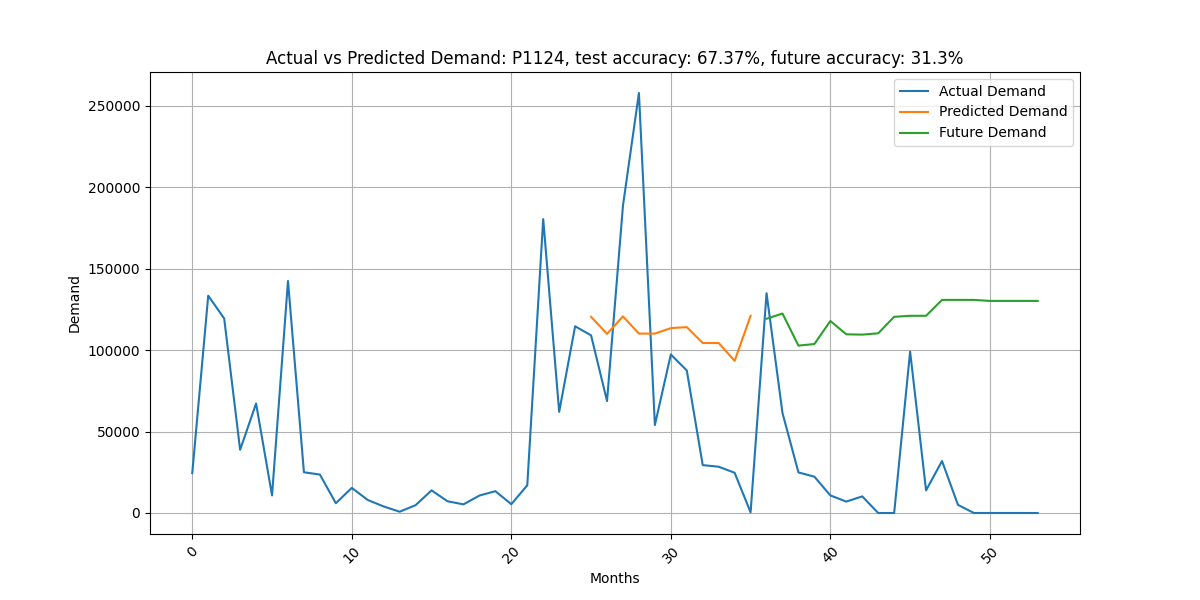 Actual vs Predicted Demand: P1124, test accuracy: 67.37%, future accuracy: 31.3%
Actual Demand
Predicted Demand
Future Demand
250000
200000
150000
100000
50000
0
Demand
0
10
20
30
40
50
Months